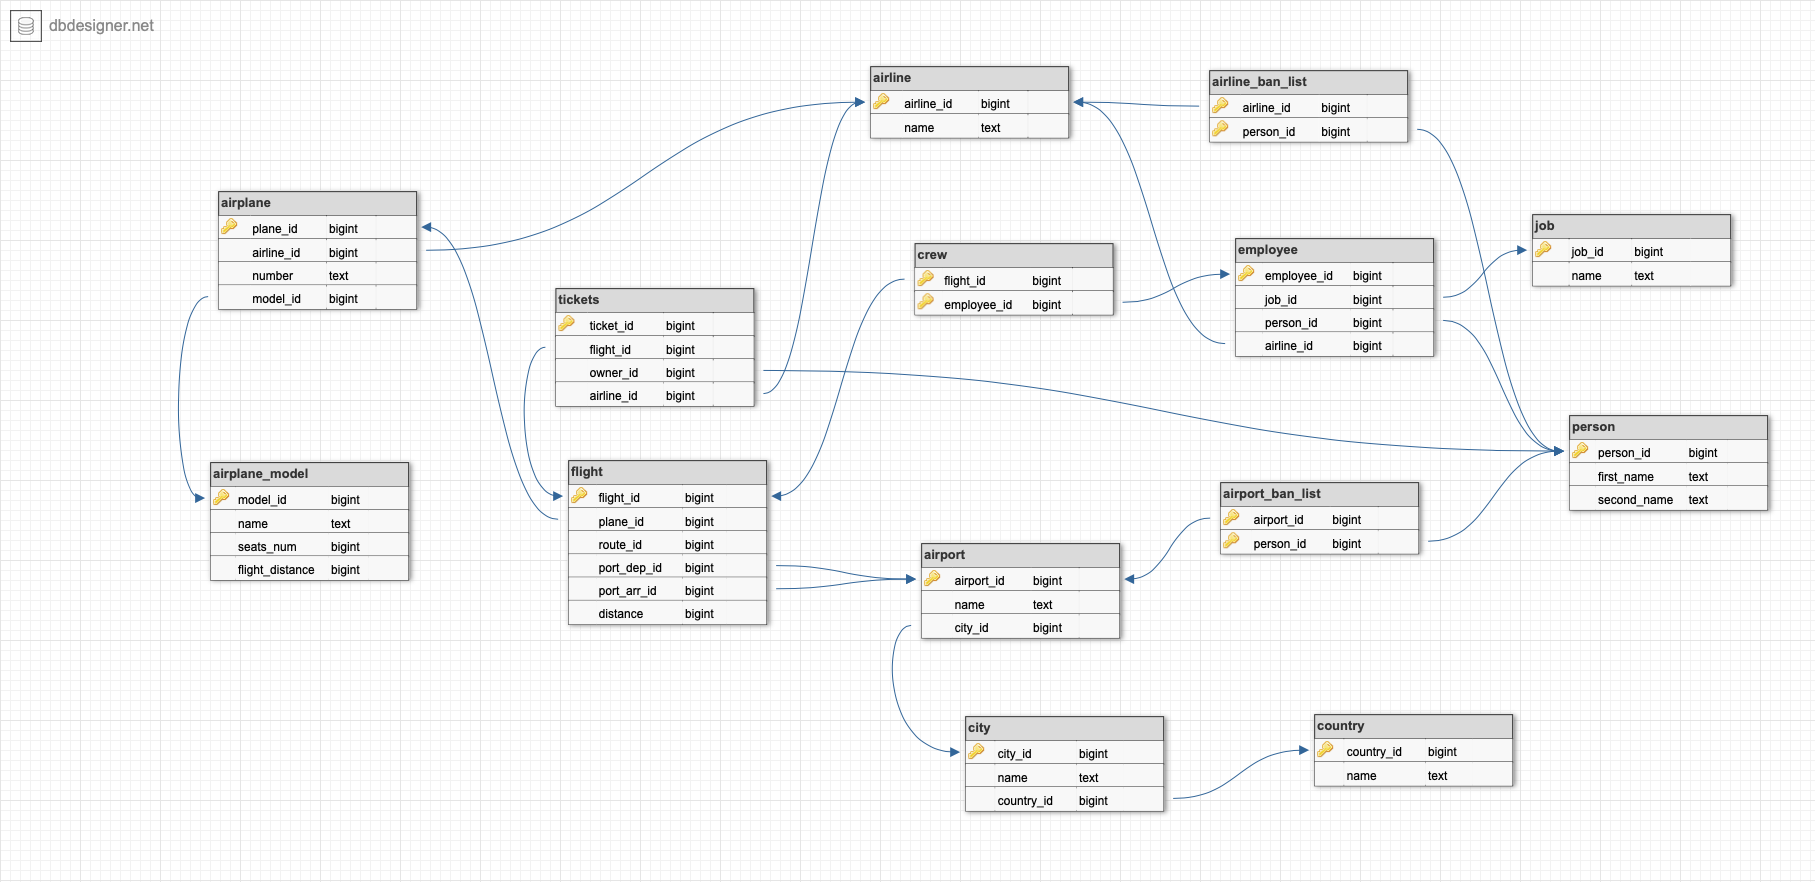 dbdesigner.net
airline
airline_id bigint
name text
airline_ban_list
airline_id bigint
person_id bigint
airplane
plane_id bigint
airline_id bigint
number text
model_id bigint
job
job_id bigint
name text
crew
flight_id bigint
employee_id bigint
employee
employee_id bigint
job_id bigint
person_id bigint
airline_id bigint
tickets
ticket_id bigint
flight_id bigint
owner_id bigint
airline_id bigint
person
person_id bigint
first_name text
second_name text
airplane_model
model_id bigint
name text
seats_num bigint
flight_distance bigint
flight
flight_id bigint
plane_id bigint
route_id bigint
port_dep_id bigint
port_arr_id bigint
distance bigint
airport_ban_list
airport_id bigint
person_id bigint
airport
airport_id bigint
name text
city_id bigint
city
city_id bigint
name text
country_id bigint
country
country_id bigint
name text